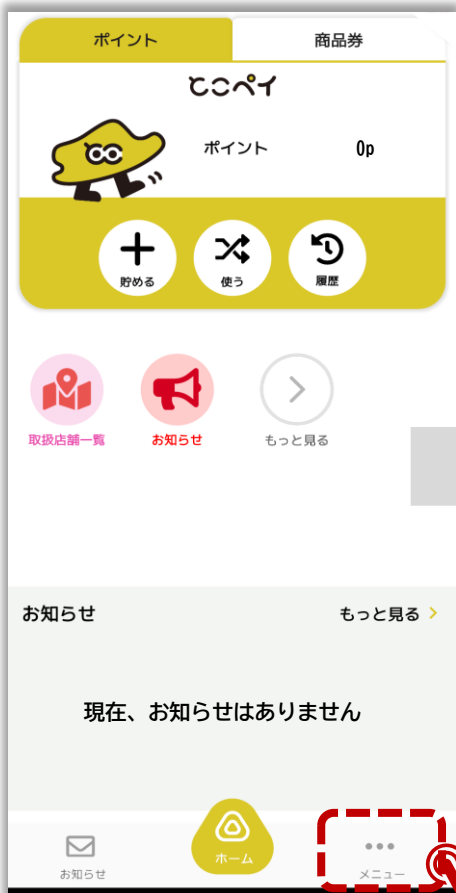 ポイント
商品券
とこペイ
ポイント
0p
貯める
使う
履歴
取扱店舗一覧
お知らせ
もっと見る
お知らせ
もっと見る
現在、お知らせはありません
お知らせ
ホーム
メニュー